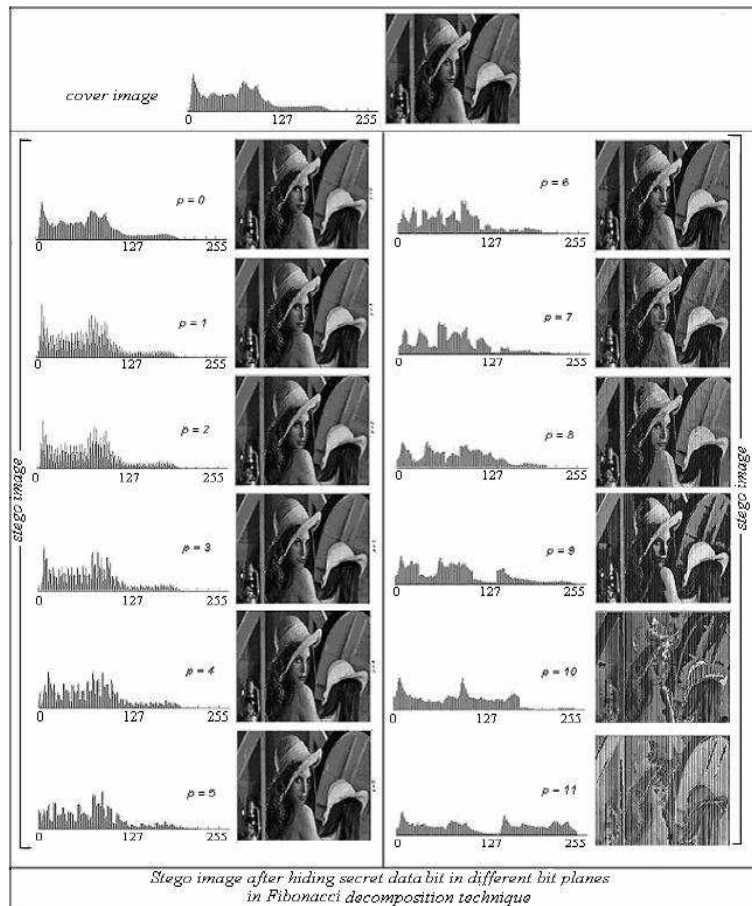 cover image
0 127 255
stego image
p = 0
0 127 255
p = 1
0 127 255
p = 2
0 127 255
p = 3
0 127 255
p = 4
0 127 255
p = 5
0 127 255
p = 6
0 127 255
p = 7
0 127 255
p = 8
0 127 255
p = 9
0 127 255
p = 10
0 127 255
p = 11
0 127 255
stego image
Stego image after hiding secret data bit in different bit planes
in Fibonacci decomposition technique